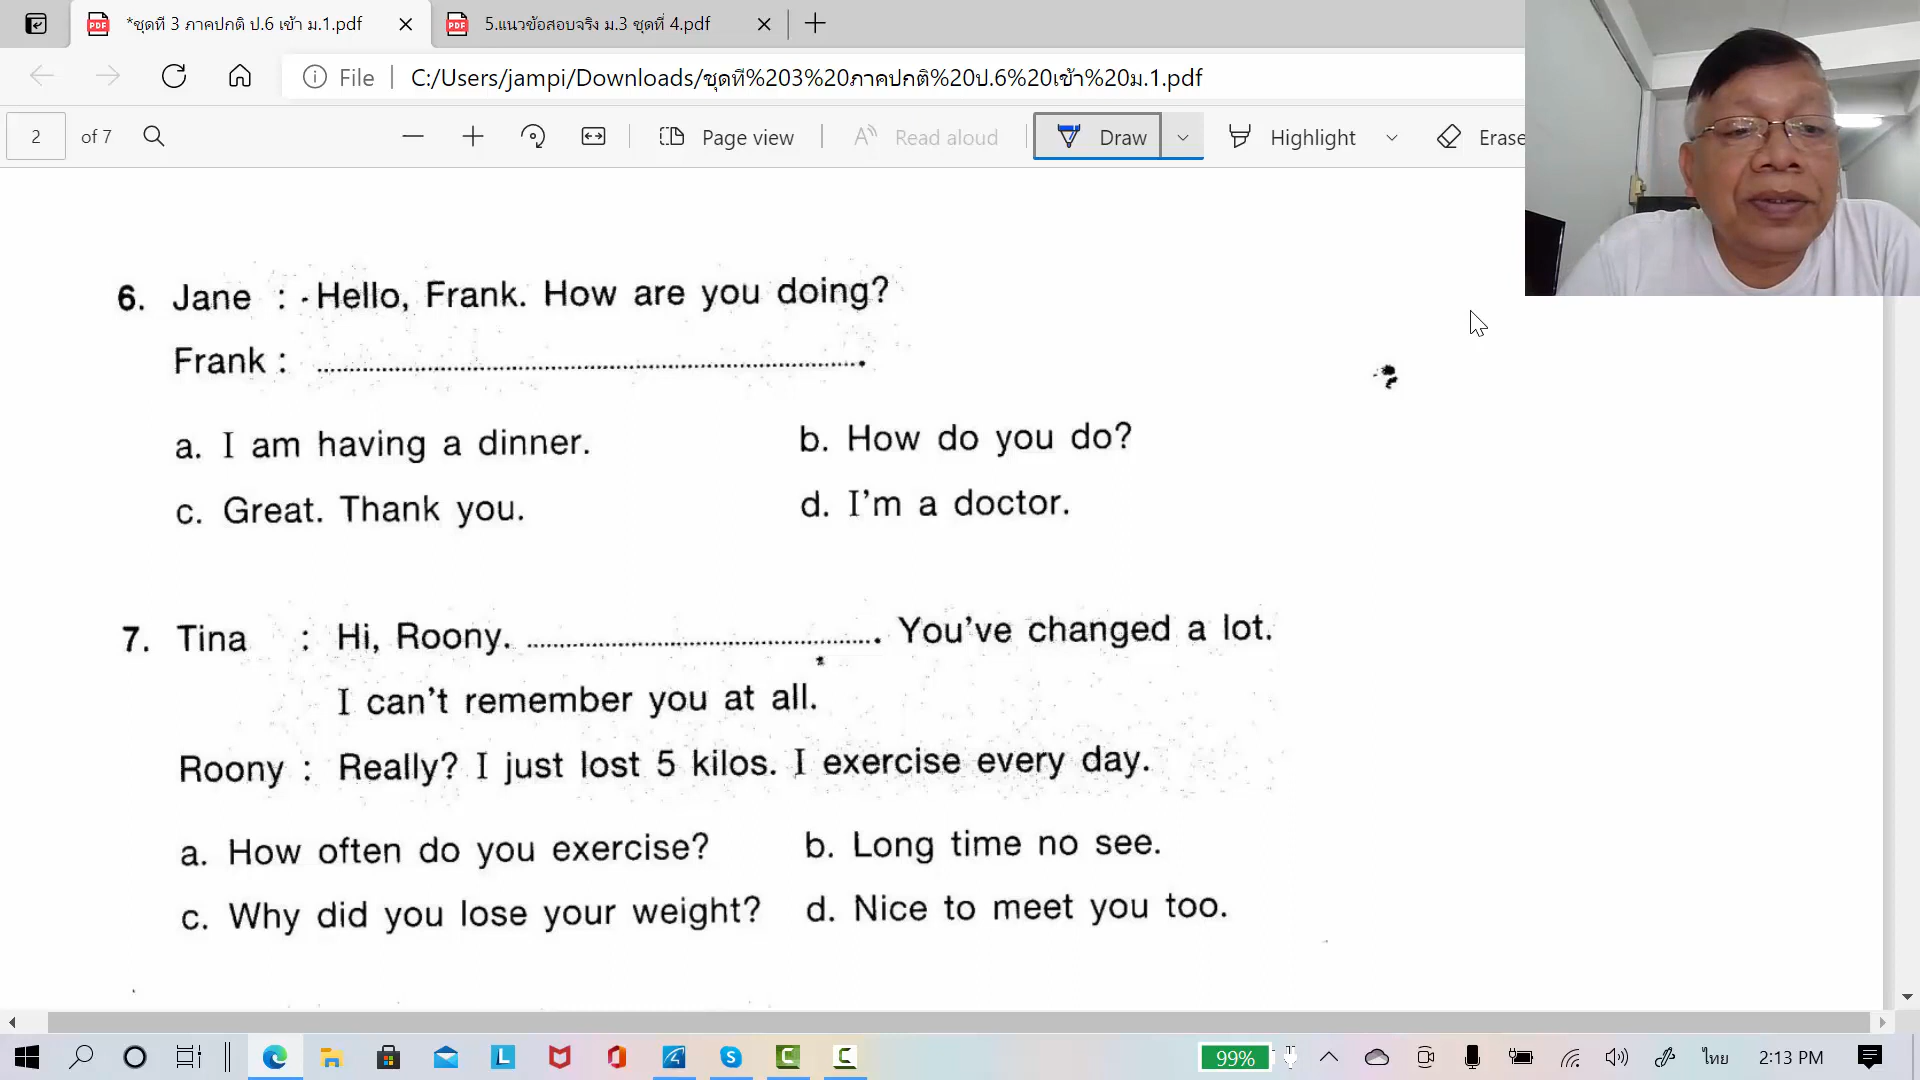 *ชุดที่ 3 ภาคปกติ ป.6 เข้า ม.1.pdf
5.แนวข้อสอบจริง ม.3 ชุดที่ 4.pdf
File
C:/Users/jampi/Downloads/ชุดที่%203%20ภาคปกติ%20ป.6%20เข้า%20ม.1.pdf
2 of 7
Page view
Read aloud
Draw
Highlight
Erase
6. Jane : Hello, Frank. How are you doing?
Frank : ..........
a. I am having a dinner.
b. How do you do?
c. Great. Thank you.
d. I'm a doctor.
7. Tina : Hi, Roony. .......... You've changed a lot.
I can't remember you at all.
Roony : Really? I just lost 5 kilos. I exercise every day.
a. How often do you exercise?
b. Long time no see.
c. Why did you lose your weight?
d. Nice to meet you too.
99%
ไทย
2:13 PM